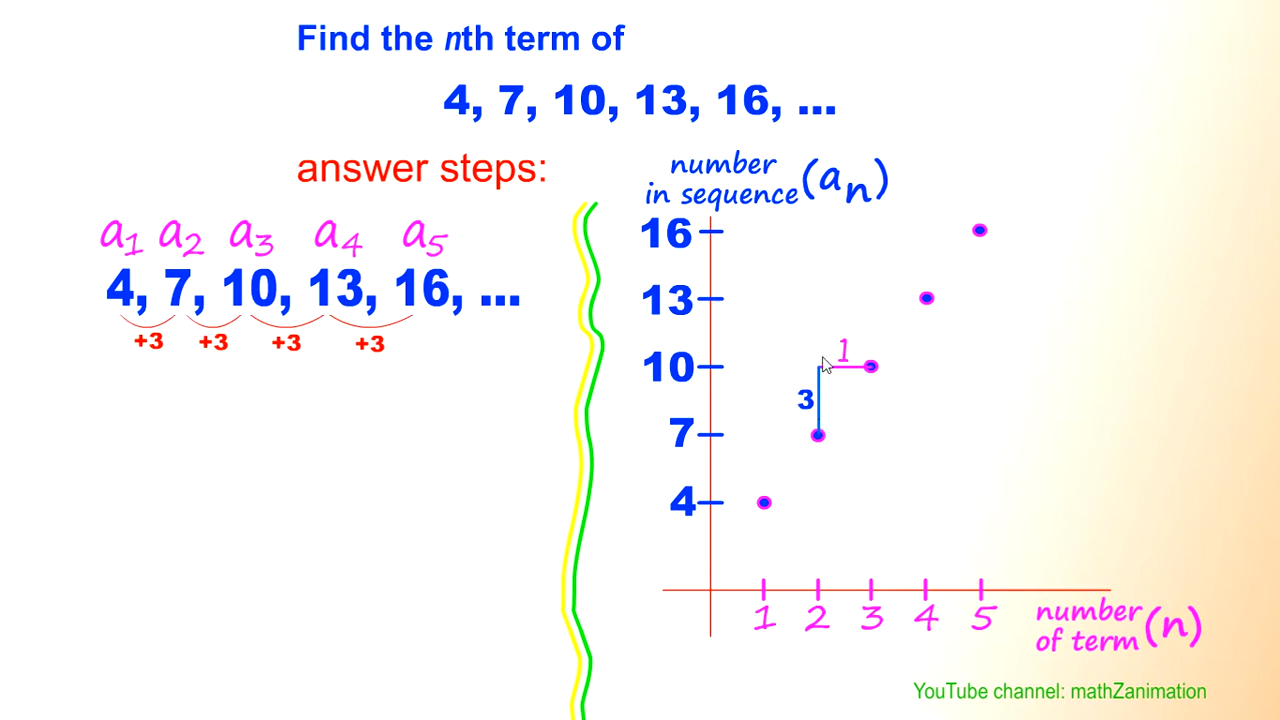 Find the nth term of
4, 7, 10, 13, 16, ...
answer steps:
a1 a2 a3 a4 a5
4, 7, 10, 13, 16, ...
+3 +3 +3 +3
number
in sequence (an)
16
13
10
7
4
1
3
1 2 3 4 5
number
of term (n)
YouTube channel: mathZanimation